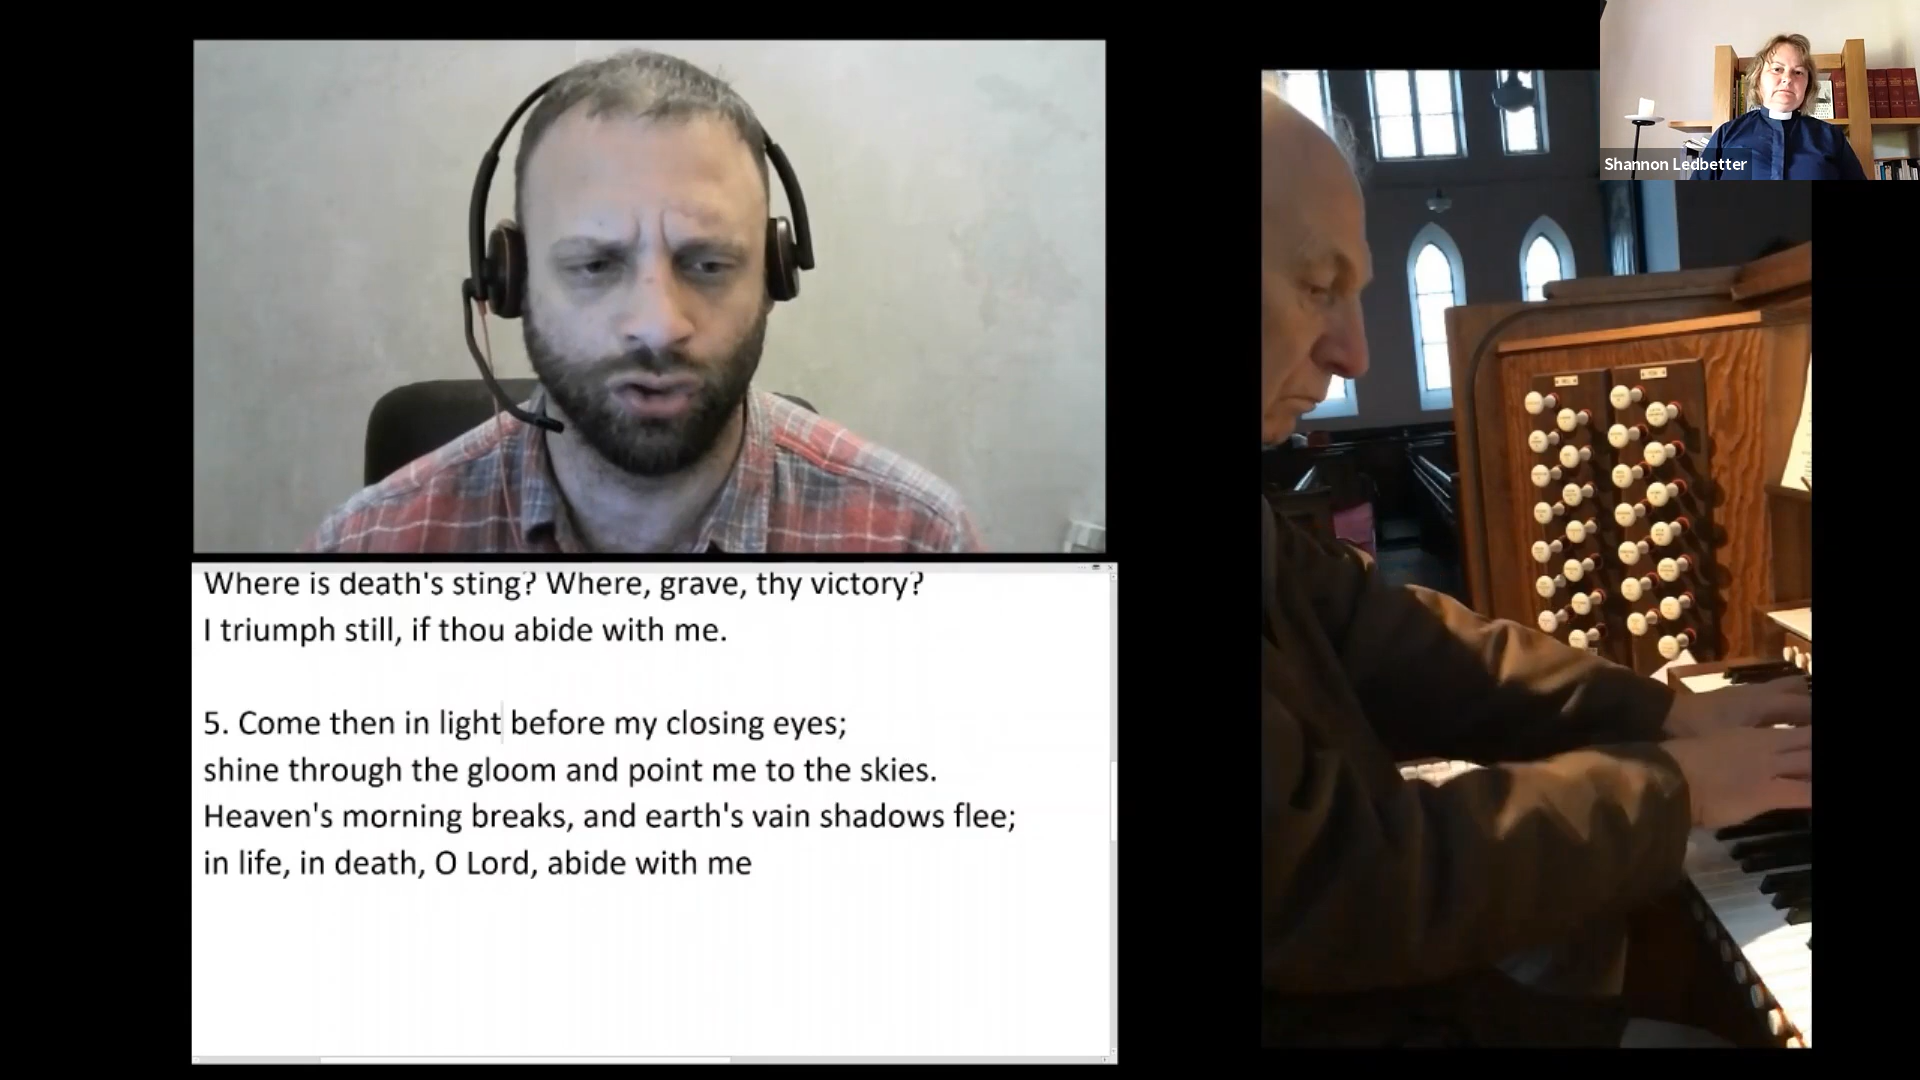 Shannon Ledbetter
Where is death's sting? Where, grave, thy victory?
I triumph still, if thou abide with me.
5. Come then in light before my closing eyes;
shine through the gloom and point me to the skies.
Heaven's morning breaks, and earth's vain shadows flee;
in life, in death, O Lord, abide with me